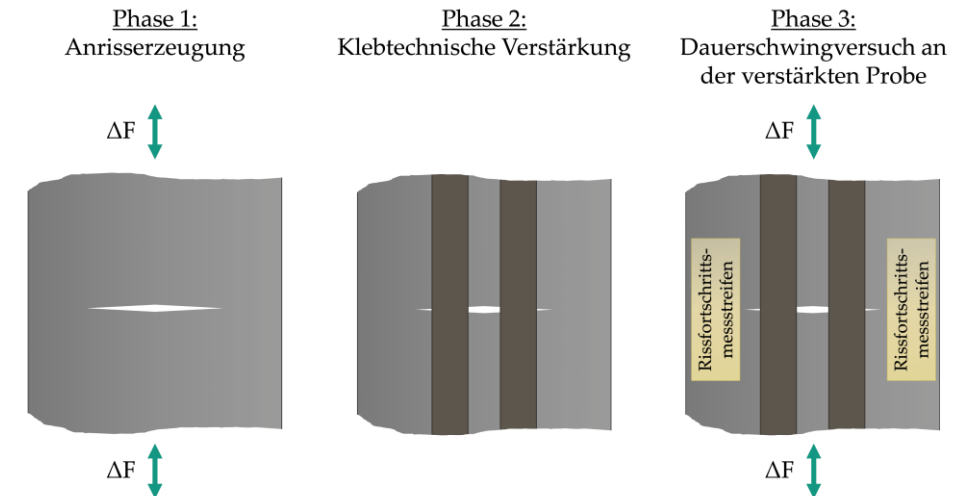 Phase 1:
Anrisserzeugung
Phase 2:
Klebtechnische Verstärkung
Phase 3:
Dauerschwingversuch an
der verstärkten Probe
ΔF
ΔF
Rissfortschritts-
messstreifen
Rissfortschritts-
messstreifen
ΔF
ΔF